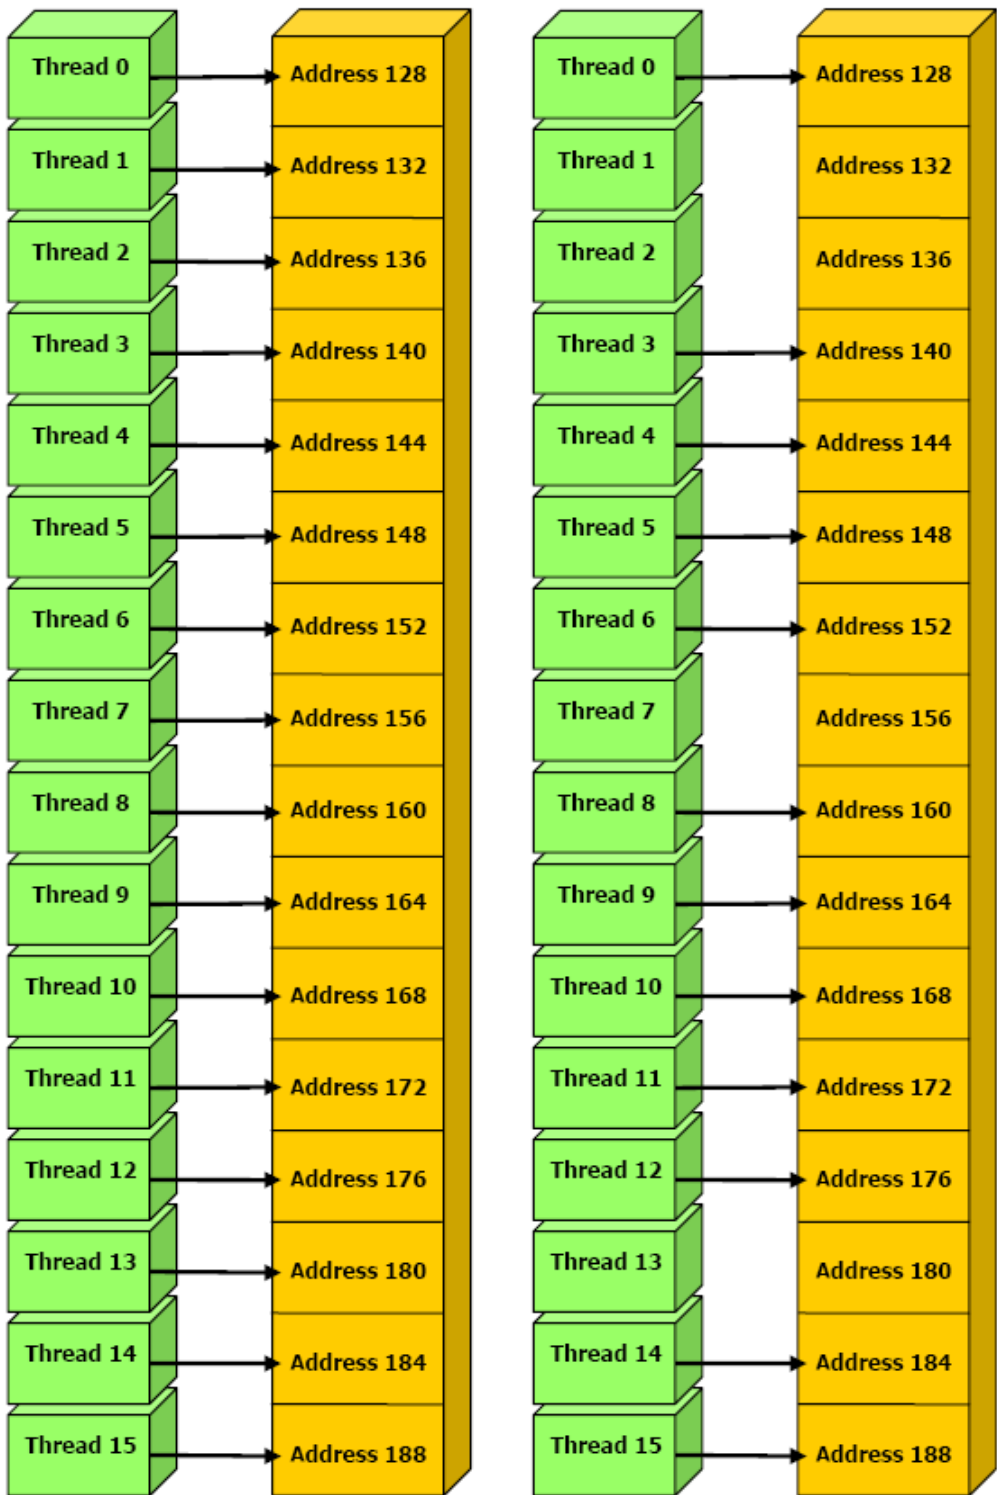 Thread 0 Address 128 Thread 0 Address 128
Thread 1 Address 132 Thread 1 Address 132
Thread 2 Address 136 Thread 2 Address 136
Thread 3 Address 140 Thread 3 Address 140
Thread 4 Address 144 Thread 4 Address 144
Thread 5 Address 148 Thread 5 Address 148
Thread 6 Address 152 Thread 6 Address 152
Thread 7 Address 156 Thread 7 Address 156
Thread 8 Address 160 Thread 8 Address 160
Thread 9 Address 164 Thread 9 Address 164
Thread 10 Address 168 Thread 10 Address 168
Thread 11 Address 172 Thread 11 Address 172
Thread 12 Address 176 Thread 12 Address 176
Thread 13 Address 180 Thread 13 Address 180
Thread 14 Address 184 Thread 14 Address 184
Thread 15 Address 188 Thread 15 Address 188